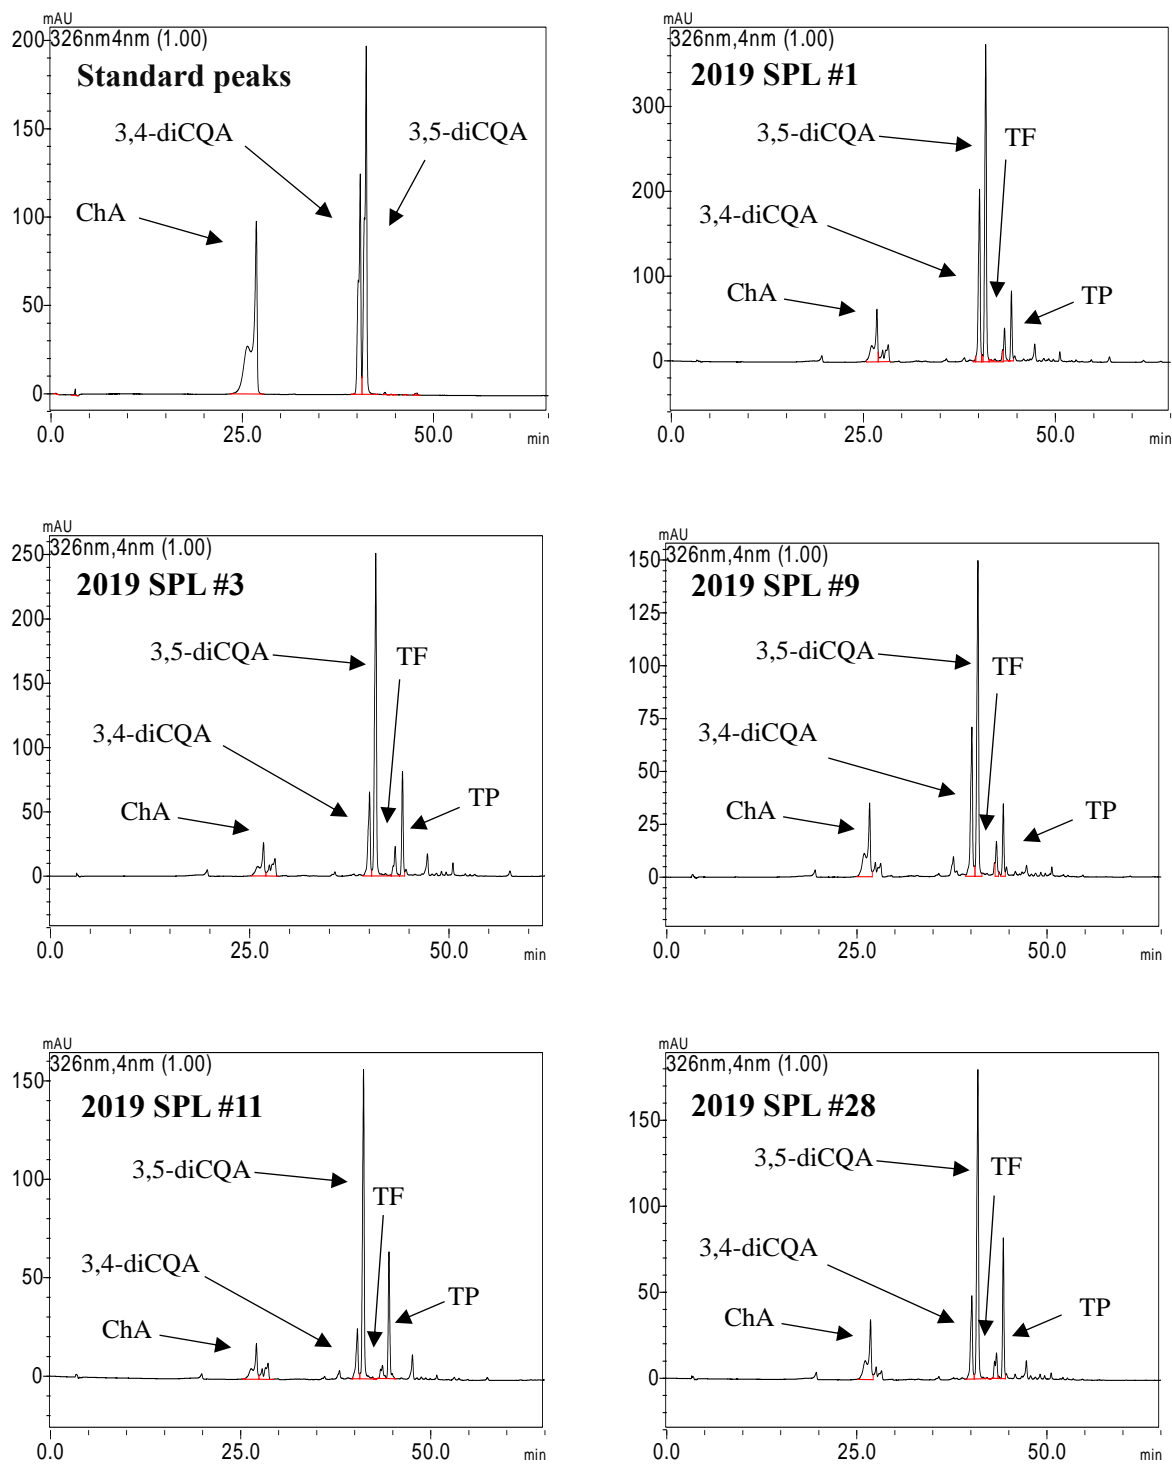 mAU
326nm4nm (1.00)
Standard peaks
3,4-diCQA
3,5-diCQA
ChA
200
150
100
50
0
0.0
25.0
50.0
min
mAU
326nm,4nm (1.00)
2019 SPL #1
3,5-diCQA
TF
3,4-diCQA
ChA
TP
300
200
100
0
0.0
25.0
50.0
min
mAU
326nm,4nm (1.00)
2019 SPL #3
3,5-diCQA
TF
3,4-diCQA
ChA
TP
250
200
150
100
50
0
0.0
25.0
50.0
min
mAU
326nm,4nm (1.00)
2019 SPL #9
3,5-diCQA
TF
3,4-diCQA
ChA
TP
150
125
100
75
50
25
0
0.0
25.0
50.0
min
mAU
326nm,4nm (1.00)
2019 SPL #11
3,5-diCQA
TF
3,4-diCQA
ChA
TP
150
100
50
0
0.0
25.0
50.0
min
mAU
326nm,4nm (1.00)
2019 SPL #28
3,5-diCQA
TF
3,4-diCQA
ChA
TP
150
100
50
0
0.0
25.0
50.0
min